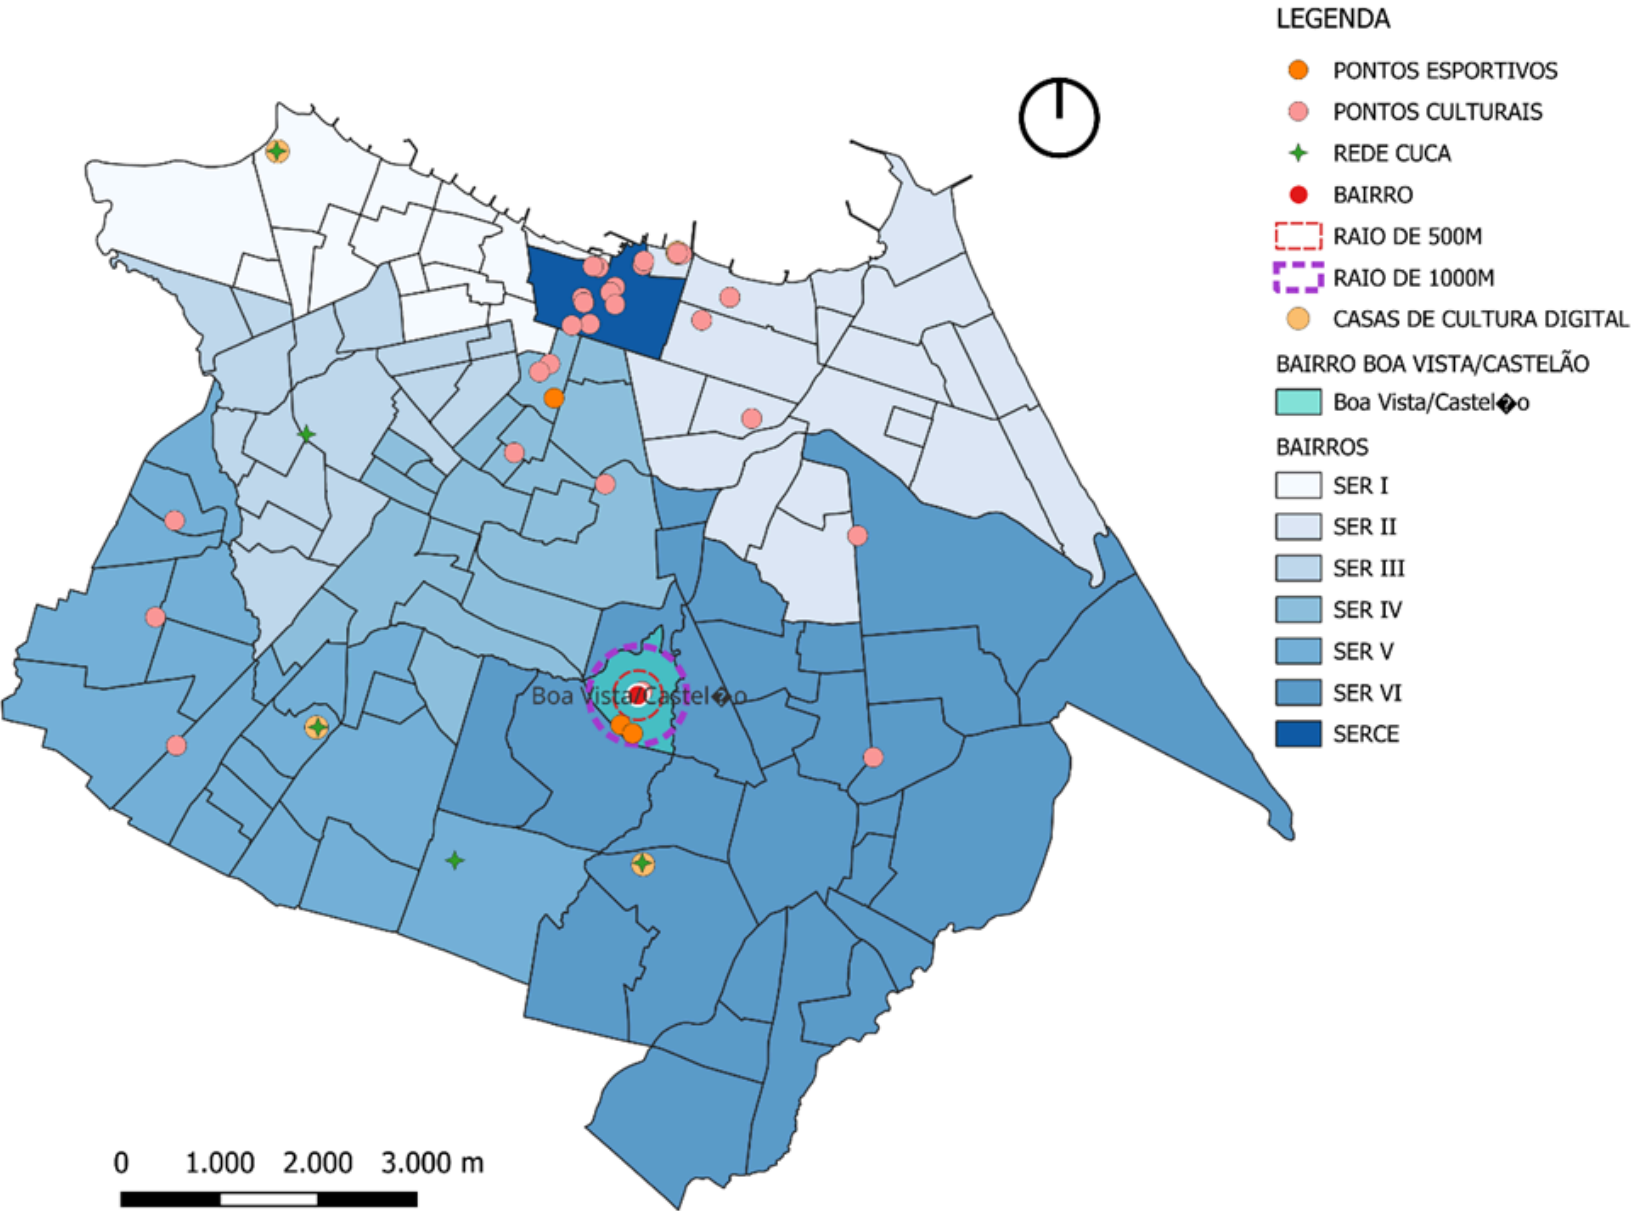 LEGENDA
PONTOS ESPORTIVOS
PONTOS CULTURAIS
REDE CUCA
BAIRRO
RAIO DE 500M
RAIO DE 1000M
CASAS DE CULTURA DIGITAL
BAIRRO BOA VISTA/CASTELÃO
Boa Vista/Castel�o
BAIRROS
SER I
SER II
SER III
SER IV
SER V
SER VI
SERCE
Boa Vista/Castel�o
0 1.000 2.000 3.000 m